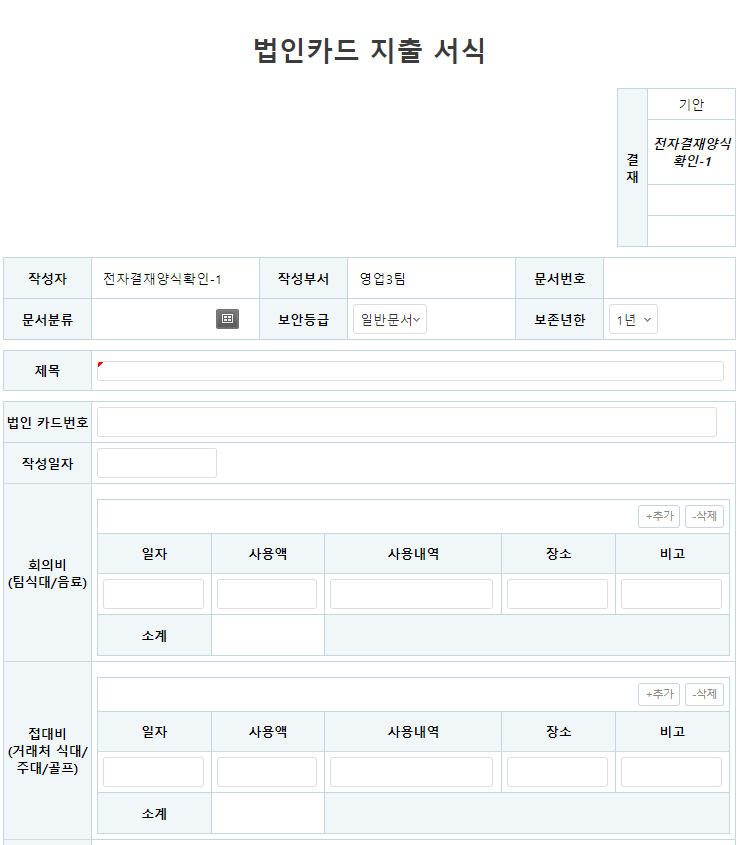 법인카드 지출 서식
결
재
기안
전자결재양식
확인-1
작성자 전자결재양식확인-1 작성부서 영업3팀 문서번호
문서분류 보안등급 일반문서 보존년한 1년
제목
법인 카드번호
작성일자
회의비
(팀식대/음료)
+추가 -삭제
일자 사용액 사용내역 장소 비고
소계
접대비
(거래처 식대/
주대/골프)
+추가 -삭제
일자 사용액 사용내역 장소 비고
소계